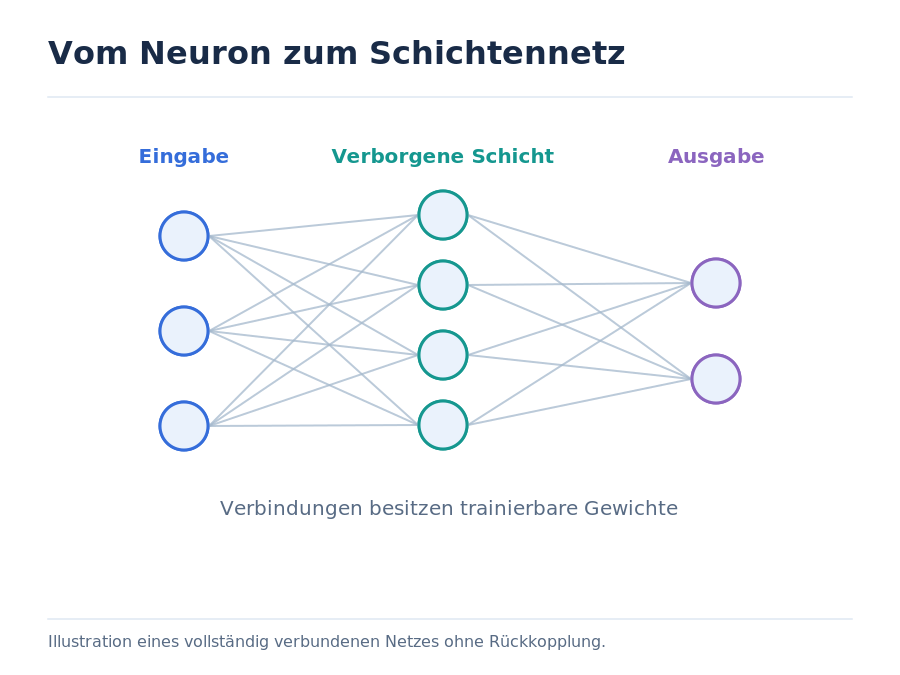 Vom Neuron zum Schichtennetz
Eingabe
Verborgene Schicht
Ausgabe
Verbindungen besitzen trainierbare Gewichte
Illustration eines vollständig verbundenen Netzes ohne Rückkopplung.